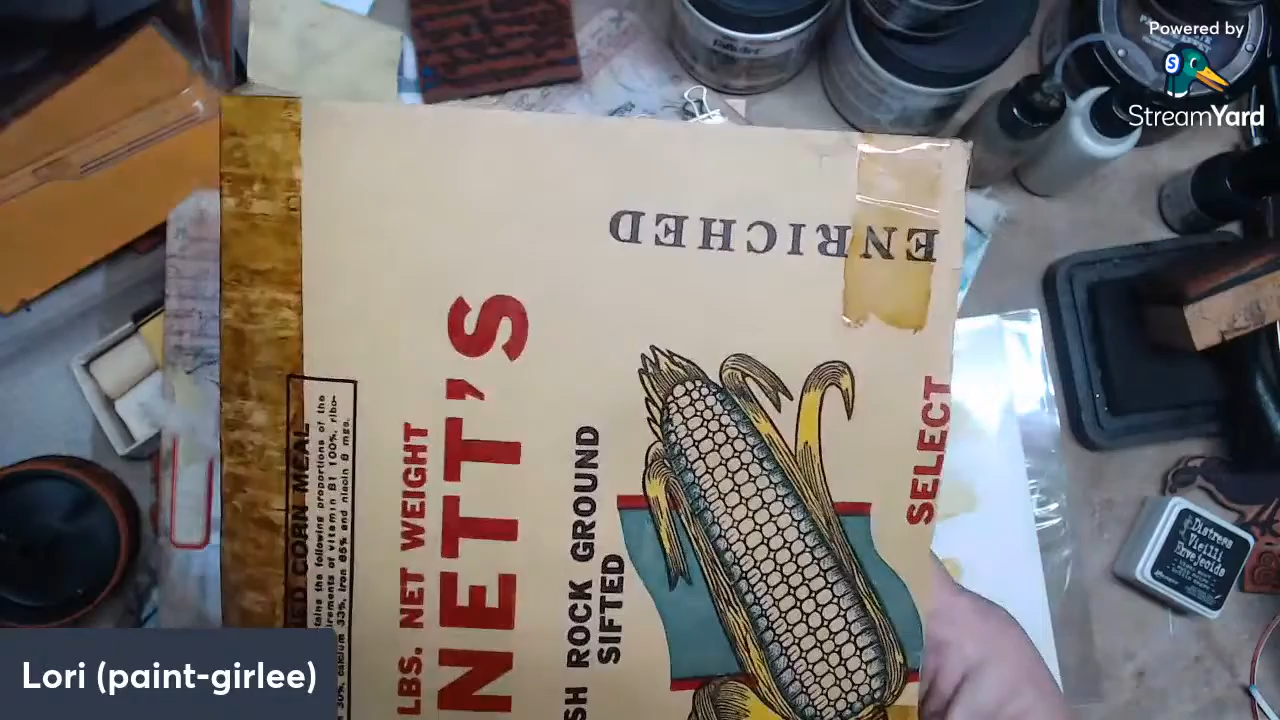 Powered by
StreamYard
ENRICHED
ED CORN MEAL
tains the following proportions of the
irements of vitamin B1 100%, ribo-
30%, calcium 33%, iron 65% and niacin 8 mgs.
LBS. NET WEIGHT
NETT'S
SH ROCK GROUND
SIFTED
SELECT
Distress
Vieilli
Envejecido
Lori (paint-girlee)